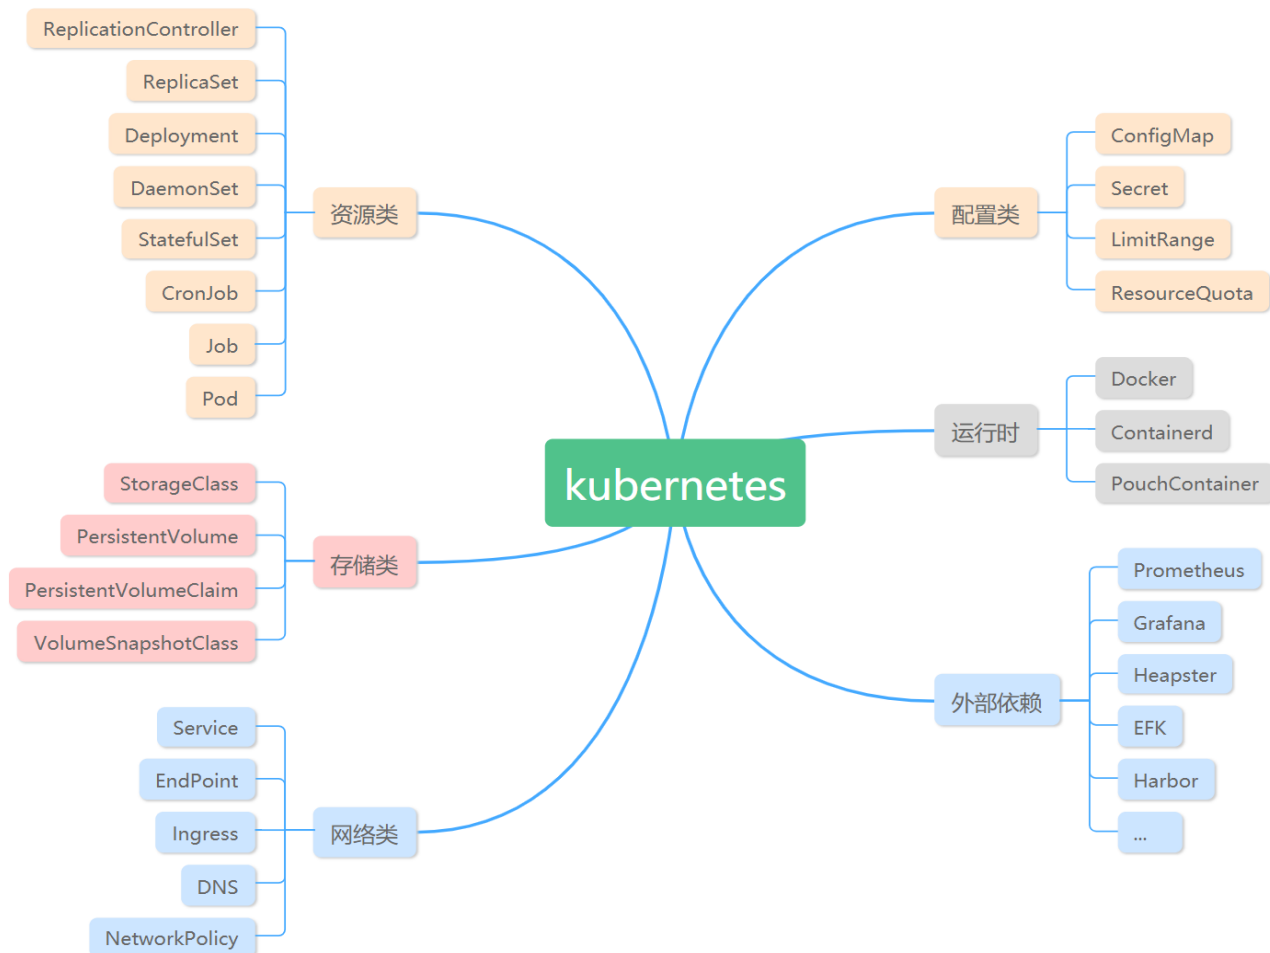 kubernetes
资源类
ReplicationController
ReplicaSet
Deployment
DaemonSet
StatefulSet
CronJob
Job
Pod
存储类
StorageClass
PersistentVolume
PersistentVolumeClaim
VolumeSnapshotClass
网络类
Service
EndPoint
Ingress
DNS
NetworkPolicy
配置类
ConfigMap
Secret
LimitRange
ResourceQuota
运行时
Docker
Containerd
PouchContainer
外部依赖
Prometheus
Grafana
Heapster
EFK
Harbor
...